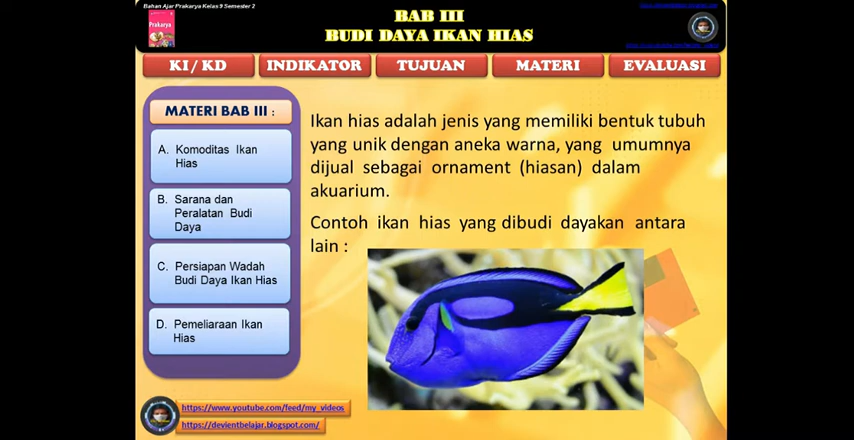 Bahan Ajar Prakarya Kelas 9 Semester 2
Prakarya
BAB III
BUDI DAYA IKAN HIAS
KI / KD
INDIKATOR
TUJUAN
MATERI
EVALUASI
MATERI BAB III :
A. Komoditas Ikan
Hias
B. Sarana dan
Peralatan Budi
Daya
C. Persiapan Wadah
Budi Daya Ikan Hias
D. Pemeliaraan Ikan
Hias
Ikan hias adalah jenis yang memiliki bentuk tubuh
yang unik dengan aneka warna, yang umumnya
dijual sebagai ornament (hiasan) dalam
akuarium.
Contoh ikan hias yang dibudi dayakan antara
lain :
https://www.youtube.com/feed/my_videos
https://devientbelajar.blogspot.com/